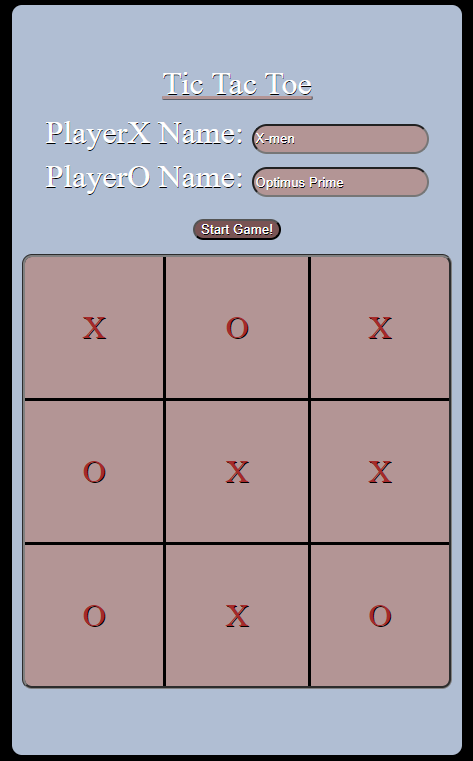 Tic Tac Toe
PlayerX Name: X-men
PlayerO Name: Optimus Prime
Start Game!
X O X
O X X
O X O